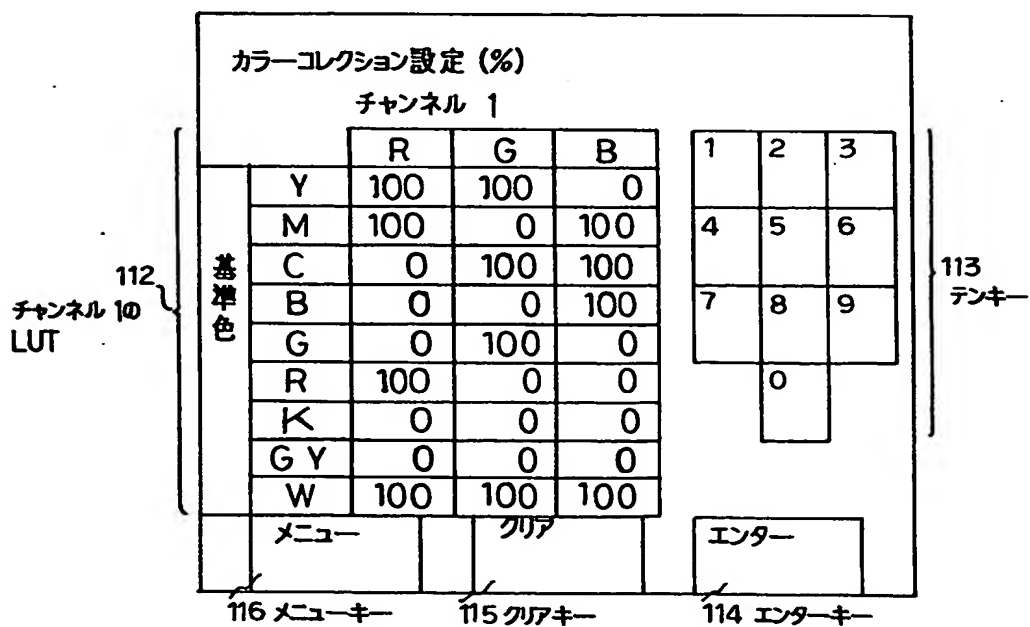 カラーコレクション設定 (%)
チャンネル 1
R G B
Y 100 100 0
M 100 0 100
C 0 100 100
B 0 0 100
G 0 100 0
R 100 0 0
K 0 0 0
G Y 0 0 0
W 100 100 100
基準色
112
チャンネル 1の
LUT
1 2 3
4 5 6
7 8 9
0
113
テンキー
メニュー クリア エンター
116 メニューキー 115 クリアキー 114 エンターキー